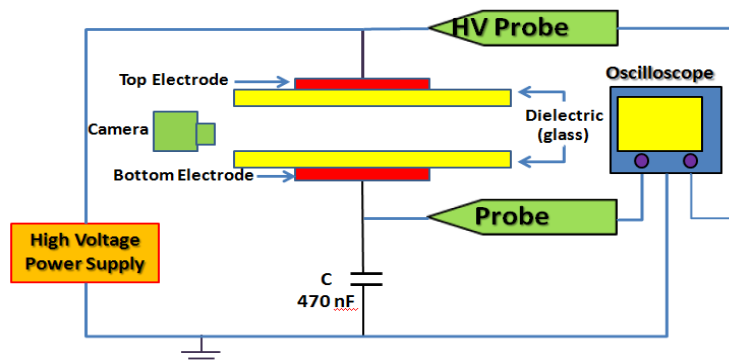 HV Probe
Top Electrode
Oscilloscope
Camera
Dielectric
(glass)
Bottom Electrode
Probe
High Voltage
Power Supply
C
470 nF